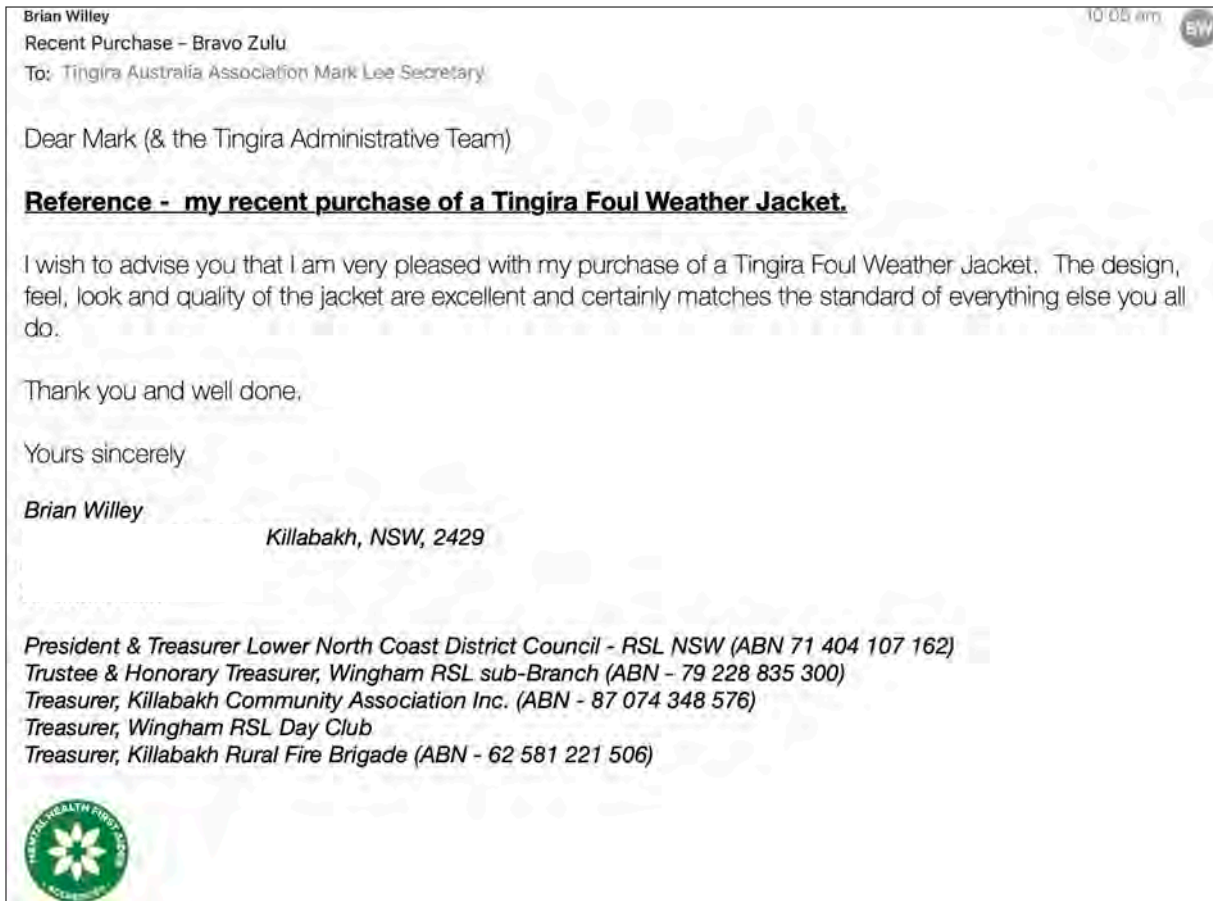 Brian Willey
10:05 am
BW
Recent Purchase – Bravo Zulu
To: Tingira Australia Association Mark Lee Secretary
Dear Mark (& the Tingira Administrative Team)
Reference - my recent purchase of a Tingira Foul Weather Jacket.
I wish to advise you that I am very pleased with my purchase of a Tingira Foul Weather Jacket. The design,
feel, look and quality of the jacket are excellent and certainly matches the standard of everything else you all
do.
Thank you and well done.
Yours sincerely
Brian Willey
Killabakh, NSW, 2429
President & Treasurer Lower North Coast District Council - RSL NSW (ABN 71 404 107 162)
Trustee & Honorary Treasurer, Wingham RSL sub-Branch (ABN - 79 228 835 300)
Treasurer, Killabakh Community Association Inc. (ABN - 87 074 348 576)
Treasurer, Wingham RSL Day Club
Treasurer, Killabakh Rural Fire Brigade (ABN - 62 581 221 506)
MENTAL HEALTH FIRST AIDER
ACCREDITED